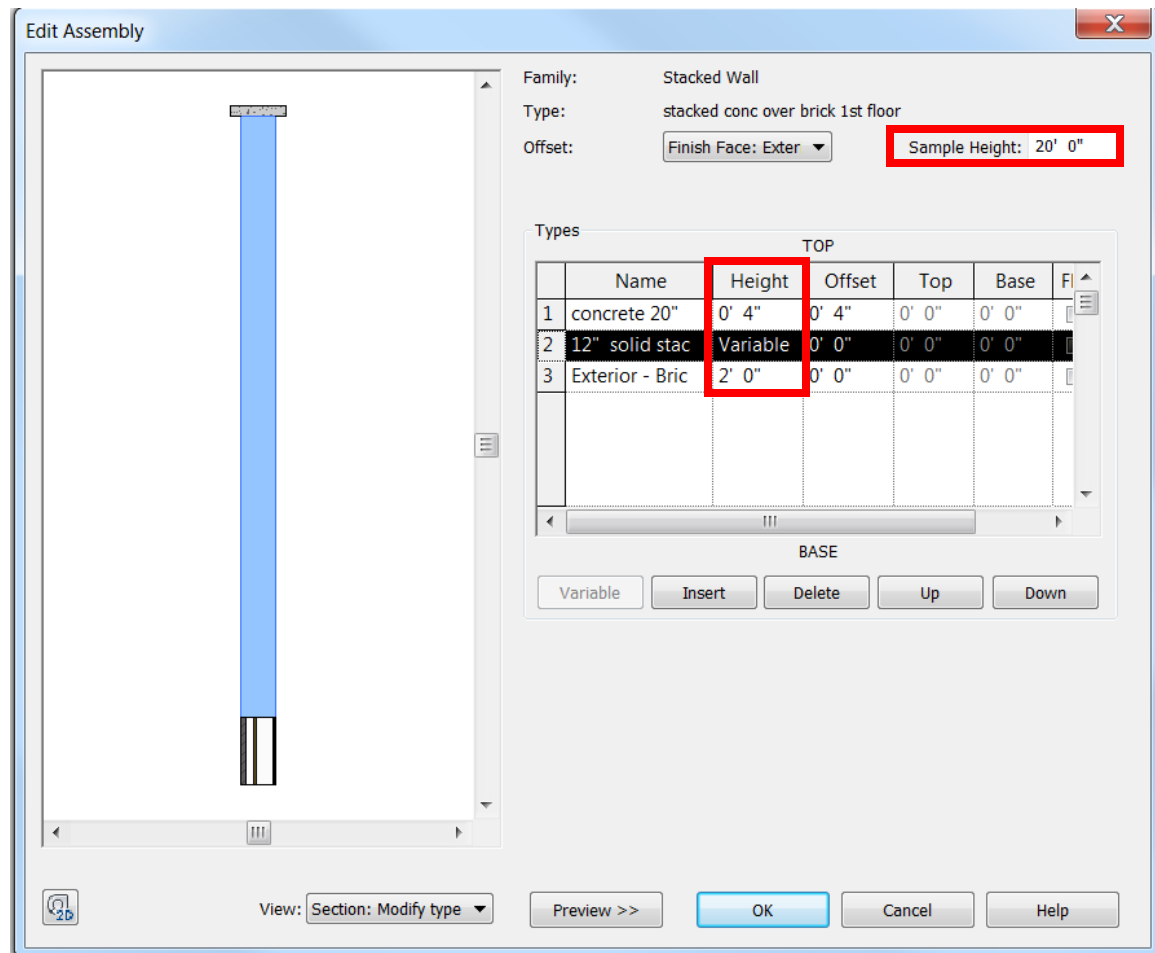 Edit Assembly
X
Family: Stacked Wall
Type: stacked conc over brick 1st floor
Offset: Finish Face: Exter
Sample Height: 20' 0"
Types
TOP
Name Height Offset Top Base Fl
1 concrete 20" 0' 4" 0' 4" 0' 0" 0' 0"
2 12" solid stac Variable 0' 0" 0' 0" 0' 0"
3 Exterior - Bric 2' 0" 0' 0" 0' 0" 0' 0"
BASE
Variable Insert Delete Up Down
2D
View: Section: Modify type
Preview >> OK Cancel Help